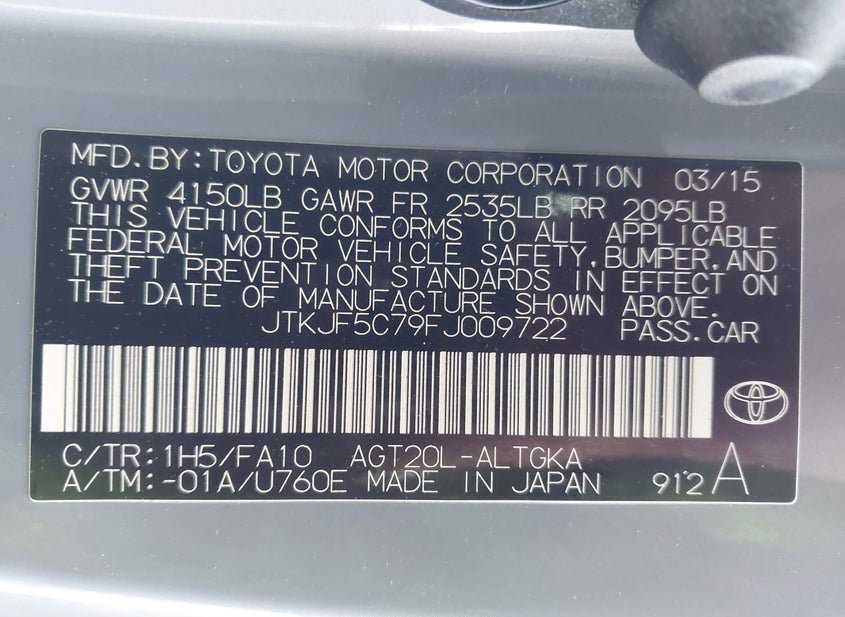 MFD.BY:TOYOTA MOTOR CORPORATION 03/15
GVWR 4150LB GAWR FR 2535LB RR 2095LB
THIS VEHICLE CONFORMS TO ALL APPLICABLE
FEDERAL MOTOR VEHICLE SAFETY,BUMPER,AND
THEFT PREVENTION STANDARDS IN EFFECT ON
THE DATE OF MANUFACTURE SHOWN ABOVE.
JTKJF5C79FJ009722 PASS.CAR
C/TR:1H5/FA10 AGT20L-ALTGKA
A/TM:-01A/U760E MADE IN JAPAN 912 A